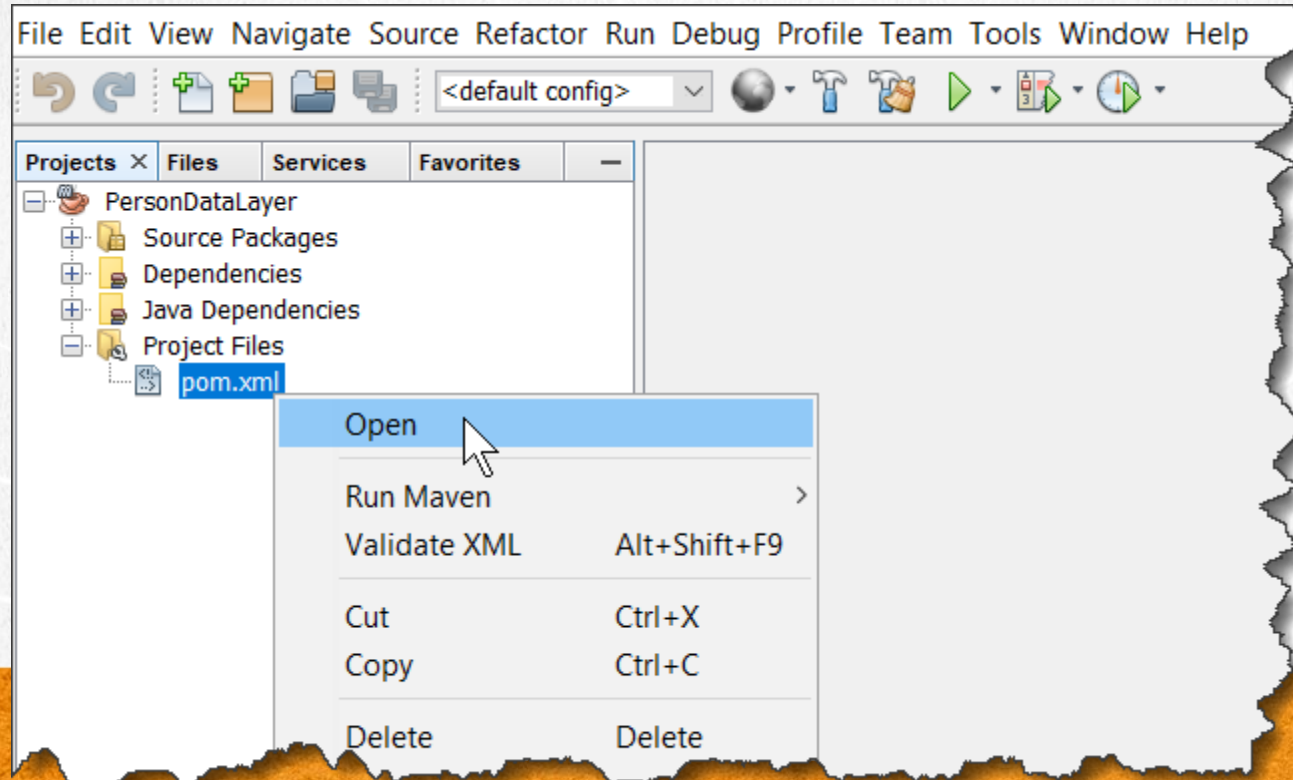 File Edit View Navigate Source Refactor Run Debug Profile Team Tools Window Help
<default config>
Projects Files Services Favorites
PersonDataLayer
Source Packages
Dependencies
Java Dependencies
Project Files
pom.xml
Open
Run Maven
Validate XML Alt+Shift+F9
Cut Ctrl+X
Copy Ctrl+C
Delete Delete